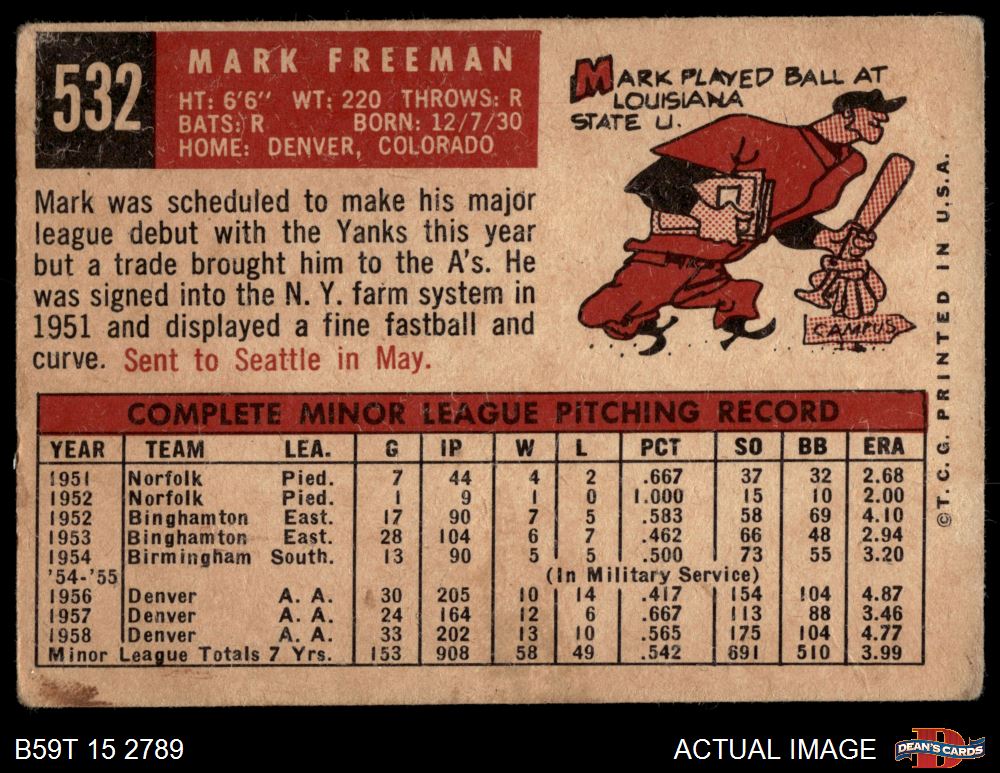 532
MARK FREEMAN
HT: 6'6" WT: 220 THROWS: R
BATS: R BORN: 12/7/30
HOME: DENVER, COLORADO
MARK PLAYED BALL AT
LOUISIANA
STATE U.
CAMPUS
Mark was scheduled to make his major
league debut with the Yanks this year
but a trade brought him to the A's. He
was signed into the N. Y. farm system in
1951 and displayed a fine fastball and
curve. Sent to Seattle in May.
COMPLETE MINOR LEAGUE PITCHING RECORD
YEAR TEAM LEA. G IP W L PCT SO BB ERA
1951 Norfolk Pied. 7 44 4 2 .667 37 32 2.68
1952 Norfolk Pied. 1 9 1 0 1.000 15 10 2.00
1952 Binghamton East. 17 90 7 5 .583 58 69 4.10
1953 Binghamton East. 28 104 6 7 .462 66 48 2.94
1954 Birmingham South. 13 90 5 5 .500 73 55 3.20
'54-'55 (In Military Service)
1956 Denver A. A. 30 205 10 14 .417 154 104 4.87
1957 Denver A. A. 24 164 12 6 .667 113 88 3.46
1958 Denver A. A. 33 202 13 10 .565 175 104 4.77
Minor League Totals 7 Yrs. 153 908 58 49 .542 691 510 3.99
©T. C. G. PRINTED IN U.S.A.
B59T 15 2789
ACTUAL IMAGE
D
DEAN'S CARDS